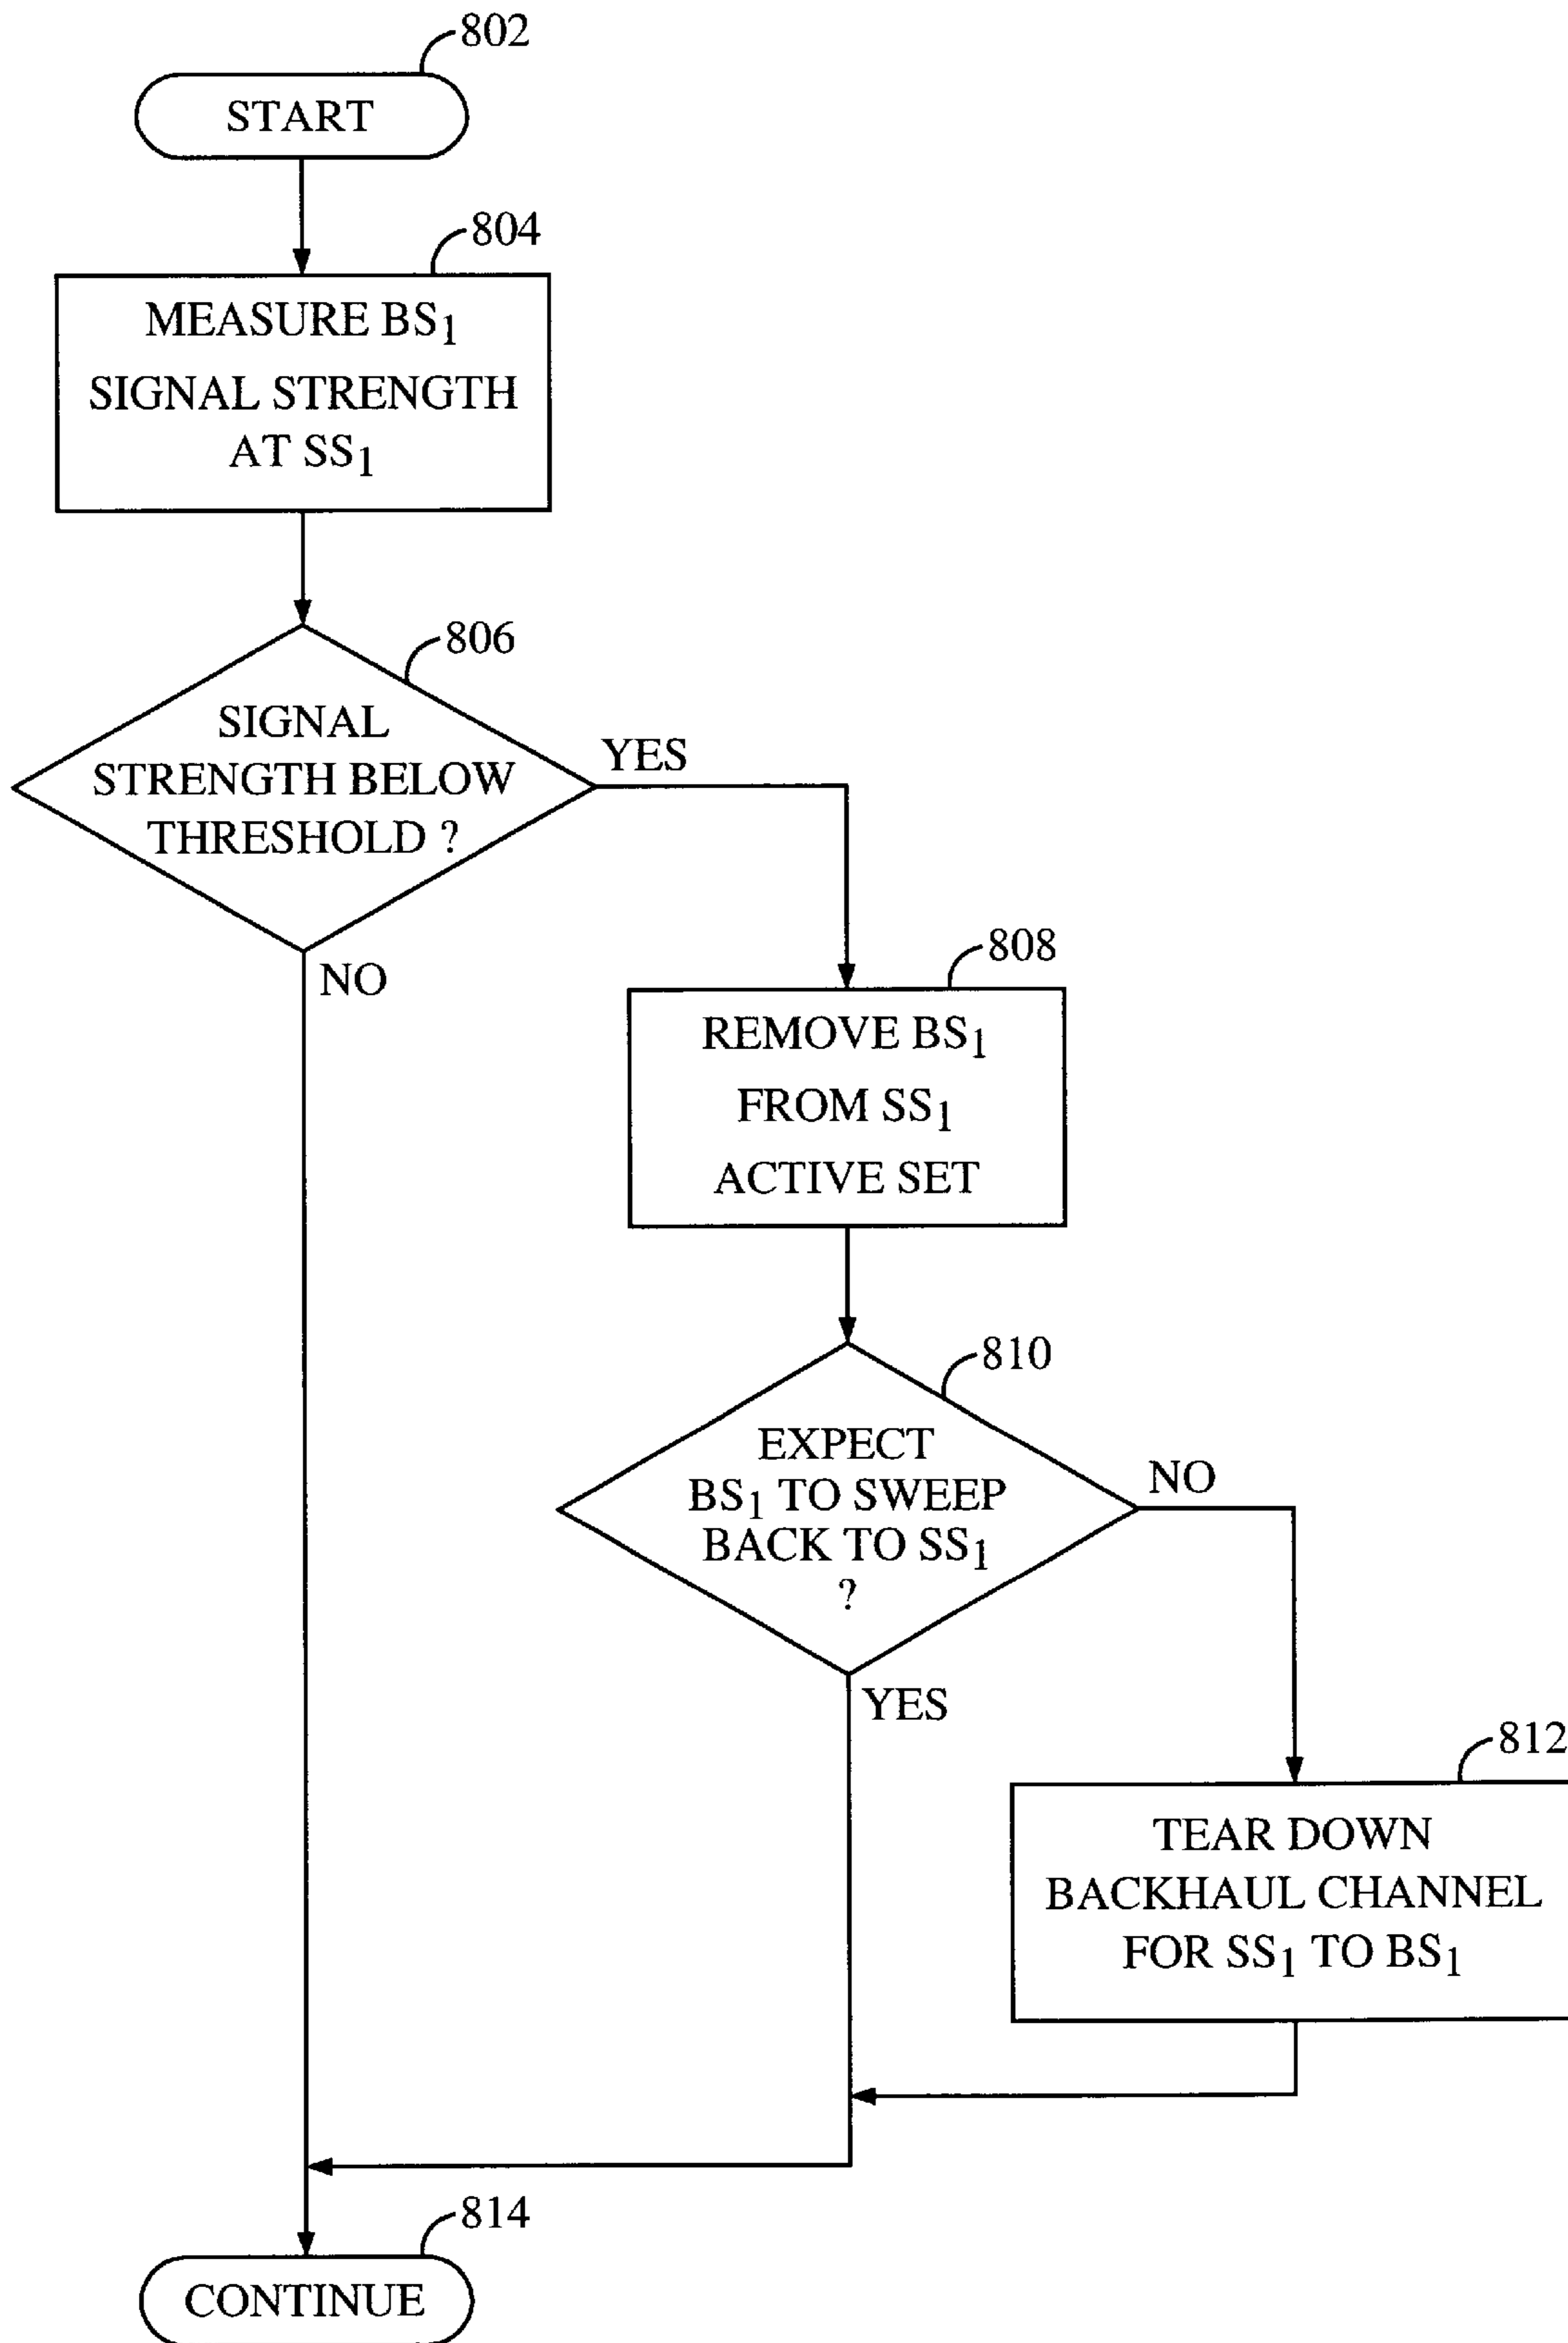 802
START
804
MEASURE BS1
SIGNAL STRENGTH
AT SS1
806
SIGNAL
STRENGTH BELOW
THRESHOLD ?
YES
NO
808
REMOVE BS1
FROM SS1
ACTIVE SET
810
EXPECT
BS1 TO SWEEP
BACK TO SS1
?
NO
YES
812
TEAR DOWN
BACKHAUL CHANNEL
FOR SS1 TO BS1
814
CONTINUE